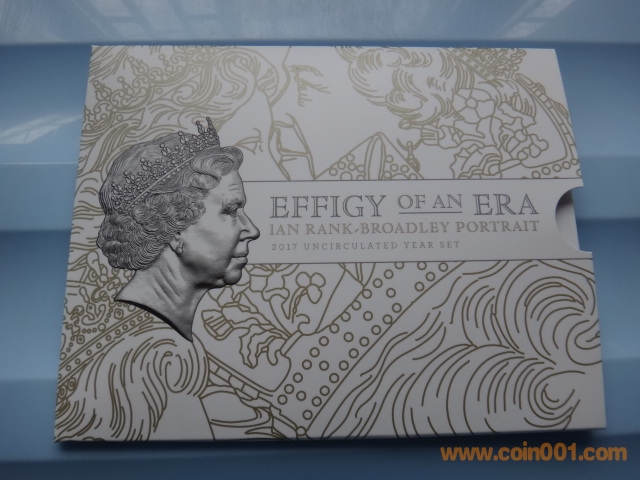 EFFIGY OF AN ERA
IAN RANK-BROADLEY PORTRAIT
2017 UNCIRCULATED YEAR SET
www.coin001.com